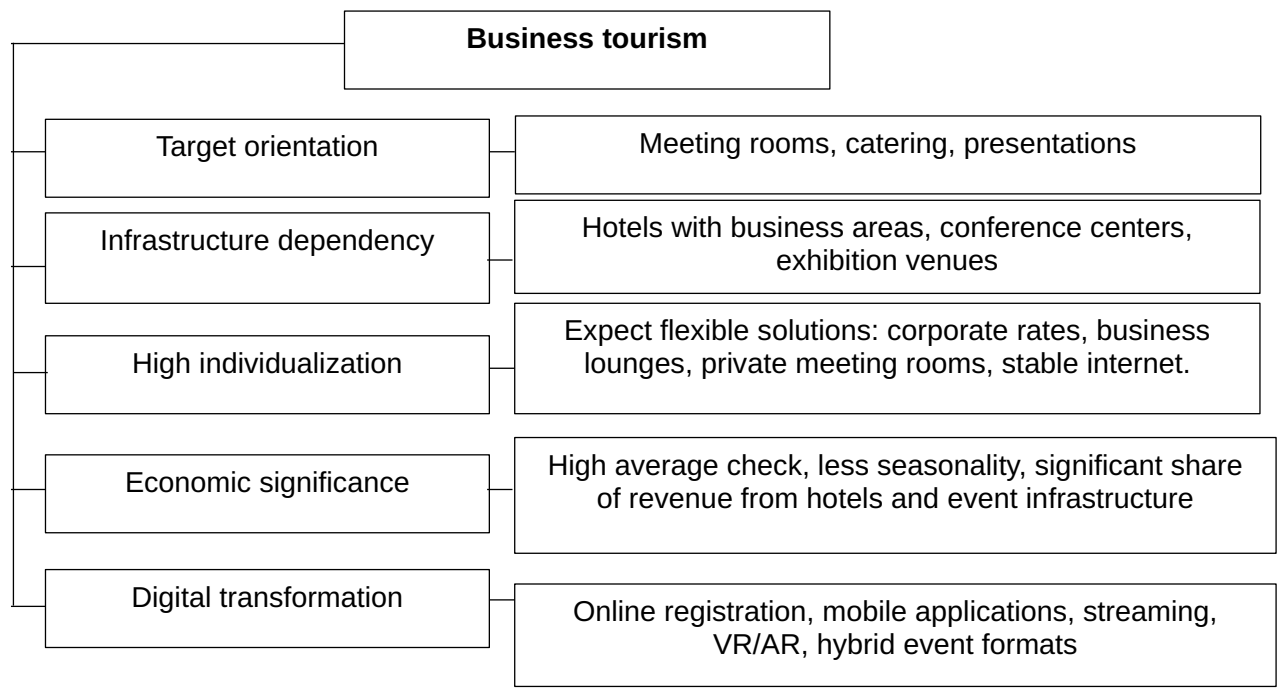 Business tourism
Target orientation
Meeting rooms, catering, presentations
Infrastructure dependency
Hotels with business areas, conference centers,
exhibition venues
High individualization
Expect flexible solutions: corporate rates, business
lounges, private meeting rooms, stable internet.
Economic significance
High average check, less seasonality, significant share
of revenue from hotels and event infrastructure
Digital transformation
Online registration, mobile applications, streaming,
VR/AR, hybrid event formats